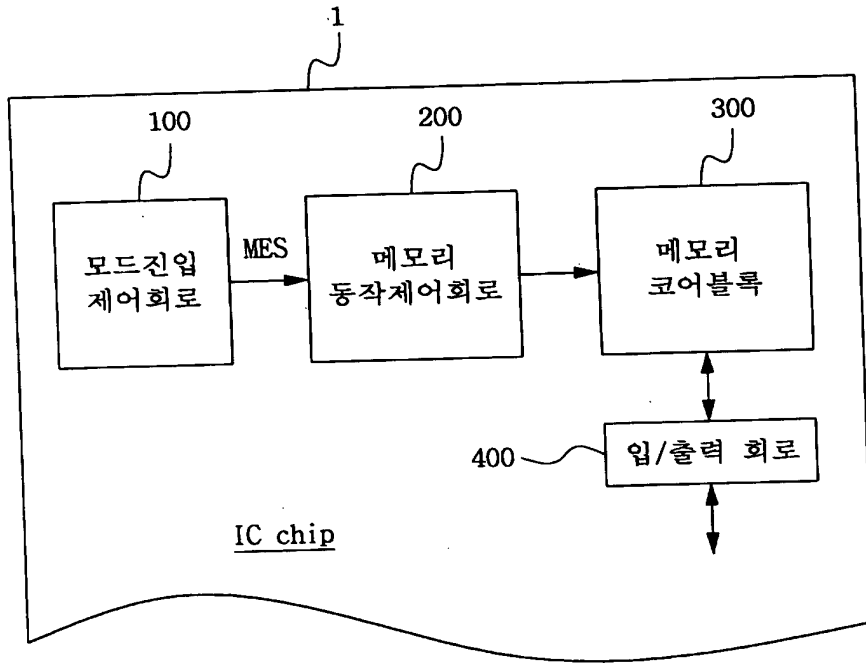 1
100
200
300
모드진입
제어회로
MES
메모리
동작제어회로
메모리
코어블록
400
입/출력 회로
IC chip